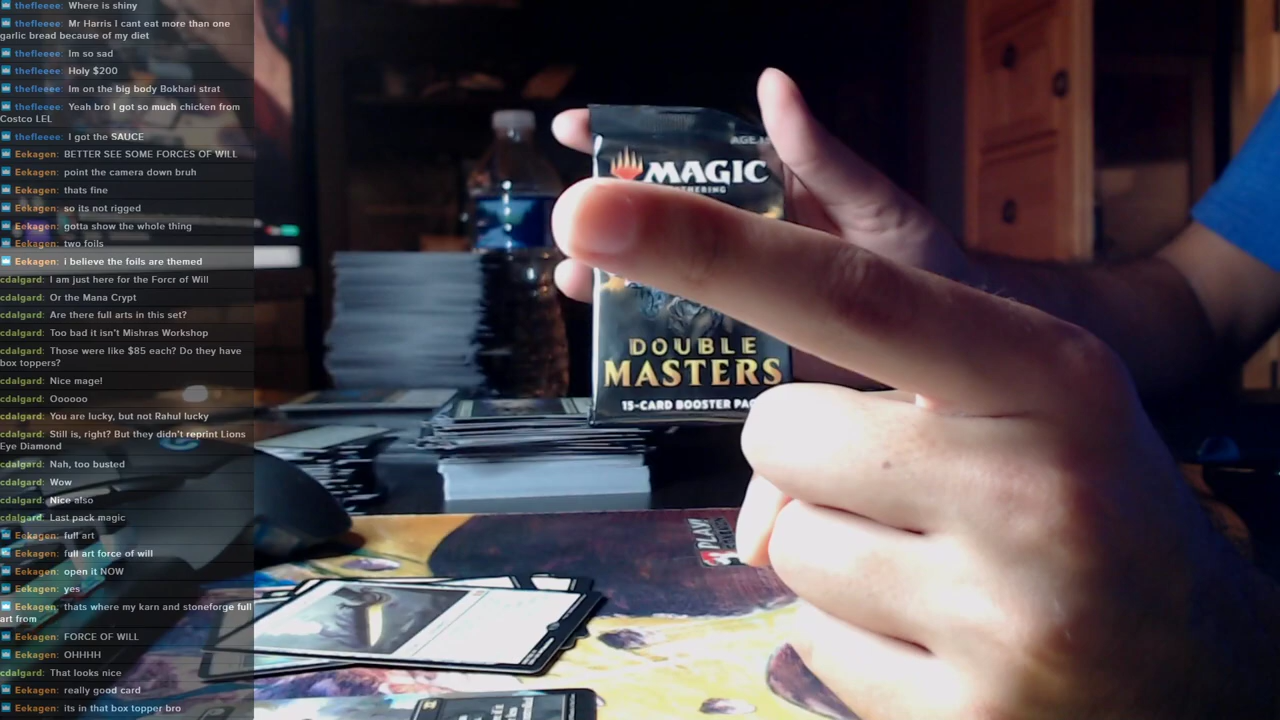 thefleeee: Where is shiny
thefleeee: Mr Harris I cant eat more than one
garlic bread because of my diet
thefleeee: Im so sad
thefleeee: Holy $200
thefleeee: Im on the big body Bokhari strat
thefleeee: Yeah bro I got so much chicken from
Costco LEL
thefleeee: I got the SAUCE
Eekagen: BETTER SEE SOME FORCES OF WILL
Eekagen: point the camera down bruh
Eekagen: thats fine
Eekagen: so its not rigged
Eekagen: gotta show the whole thing
Eekagen: two foils
Eekagen: i believe the foils are themed
cdalgard: I am just here for the Forcr of Will
cdalgard: Or the Mana Crypt
cdalgard: Are there full arts in this set?
cdalgard: Too bad it isn't Mishras Workshop
cdalgard: Those were like $85 each? Do they have
box toppers?
cdalgard: Nice mage!
cdalgard: Oooooo
cdalgard: You are lucky, but not Rahul lucky
cdalgard: Still is, right? But they didn't reprint Lions
Eye Diamond
cdalgard: Nah, too busted
cdalgard: Wow
cdalgard: Nice also
cdalgard: Last pack magic
Eekagen: full art
Eekagen: full art force of will
Eekagen: open it NOW
Eekagen: yes
Eekagen: thats where my karn and stoneforge full
art from
Eekagen: FORCE OF WILL
Eekagen: OHHHH
cdalgard: That looks nice
Eekagen: really good card
Eekagen: its in that box topper bro
AGE
MAGIC
DOUBLE
MASTERS
15-CARD BOOSTER
PLAY!